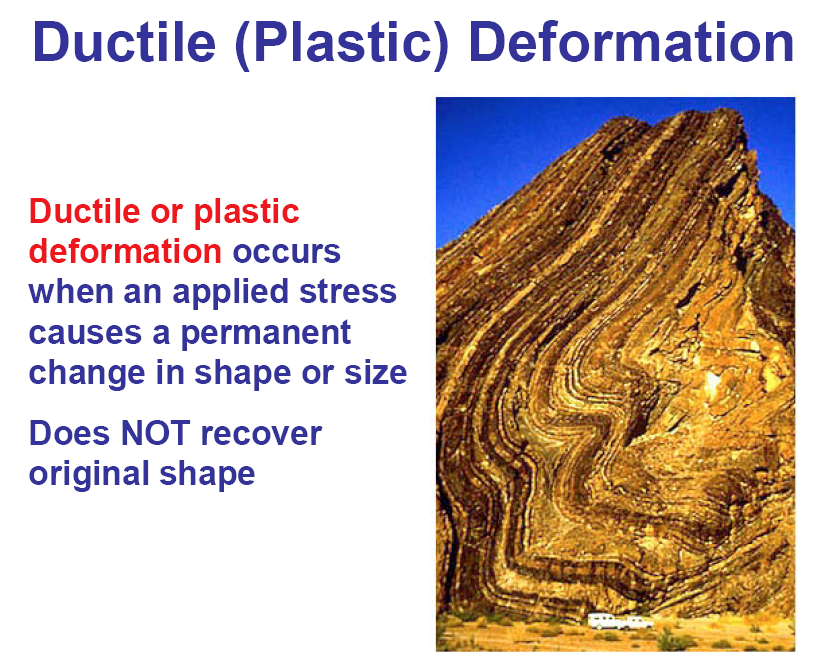 Ductile (Plastic) Deformation
Ductile or plastic
deformation occurs
when an applied stress
causes a permanent
change in shape or size
Does NOT recover
original shape